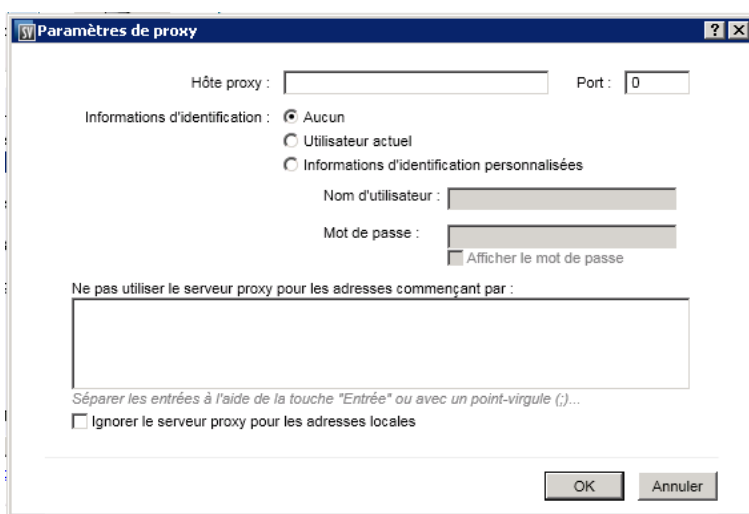 SV Paramètres de proxy ?
Hôte proxy : Port : 0
Informations d'identification : Aucun
Utilisateur actuel
Informations d'identification personnalisées
Nom d'utilisateur :
Mot de passe :
Afficher le mot de passe
Ne pas utiliser le serveur proxy pour les adresses commençant par :
Séparer les entrées à l'aide de la touche "Entrée" ou avec un point-virgule (;)...
Ignorer le serveur proxy pour les adresses locales
OK Annuler